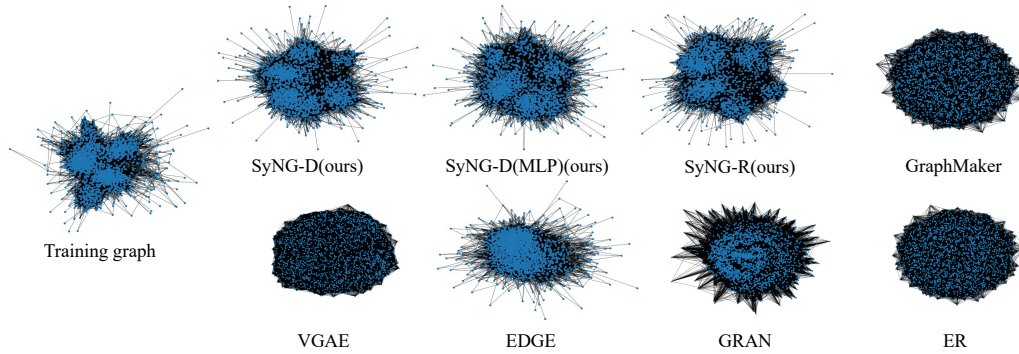 SyNG-D(ours)
SyNG-D(MLP)(ours)
SyNG-R(ours)
GraphMaker
Training graph
VGAE
EDGE
GRAN
ER